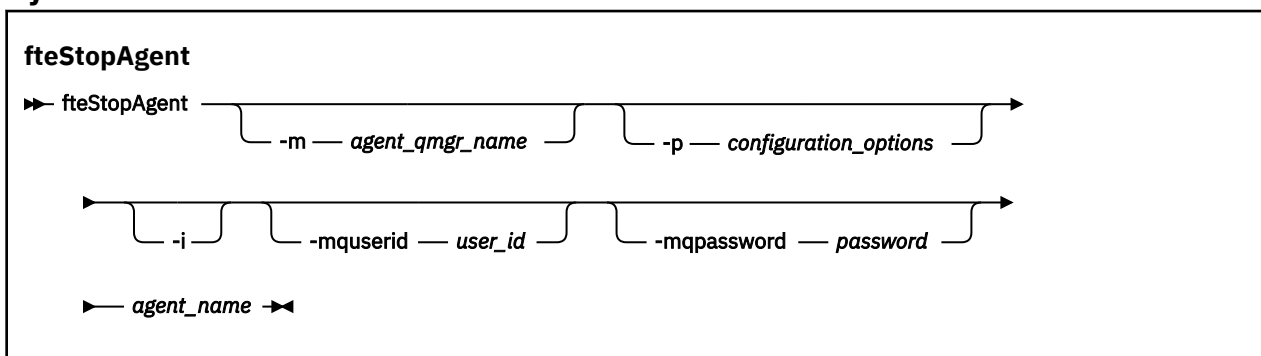 fteStopAgent
fteStopAgent
-m agent_qmgr_name -p configuration_options
-i -mquserid user_id -mqpassword password
agent_name